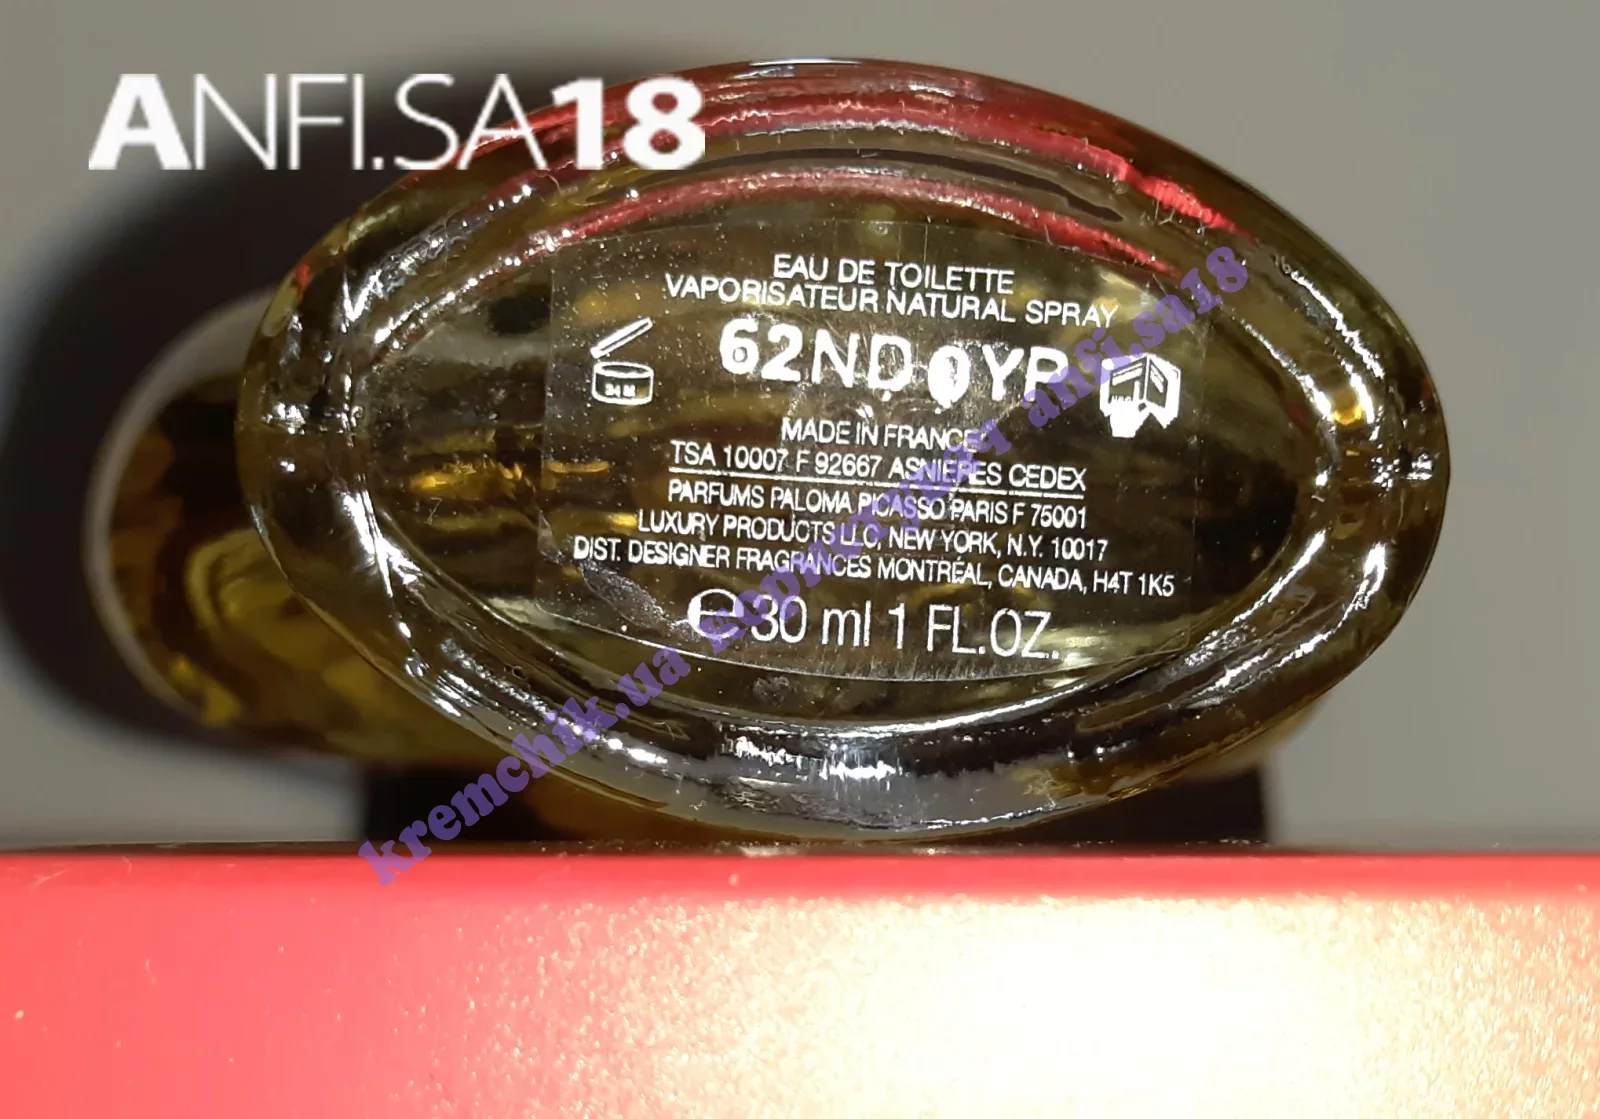 ANFI.SA18
EAU DE TOILETTE
VAPORISATEUR NATURAL SPRAY
24 M
MADE IN FRANCE
TSA 10007 F 92667 ASNIÈRES CEDEX
PARFUMS PALOMA PICASSO PARIS F 75001
LUXURY PRODUCTS LLC, NEW YORK, N.Y. 10017
DIST. DESIGNER FRAGRANCES MONTRÉAL, CANADA, H4T 1K5
℮ 30 ml 1 FL.OZ.
kremchik.ua anfi.sa18